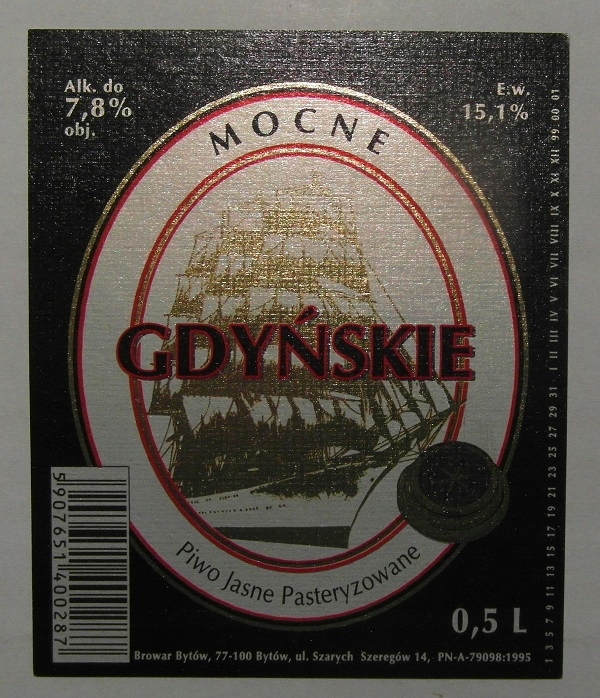 Alk. do
7,8%
obj.
E.w.
15,1%
MOCNE
GDYŃSKIE
Piwo Jasne Pasteryzowane
0,5 L
5907651400287
Browar Bytów, 77-100 Bytów, ul. Szarych Szeregów 14, PN-A-79098:1995
1 3 5 7 9 11 13 15 17 19 21 23 25 27 29 31 I II III IV V VI VII VIII IX X XI XII 99 00 01